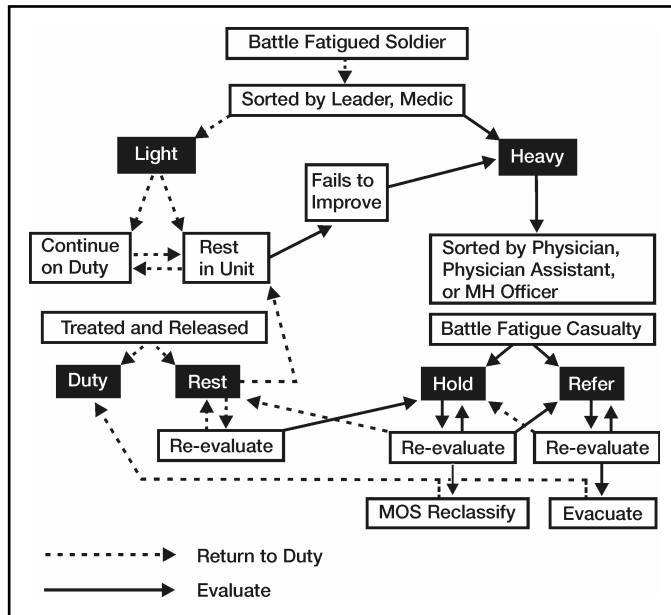 Battle Fatigued Soldier
Sorted by Leader, Medic
Light
Heavy
Fails to
Improve
Continue
on Duty
Rest
in Unit
Sorted by Physician,
Physician Assistant,
or MH Officer
Treated and Released
Battle Fatigue Casualty
Duty
Rest
Hold
Refer
Re-evaluate
Re-evaluate
Re-evaluate
MOS Reclassify
Evacuate
Return to Duty
Evaluate